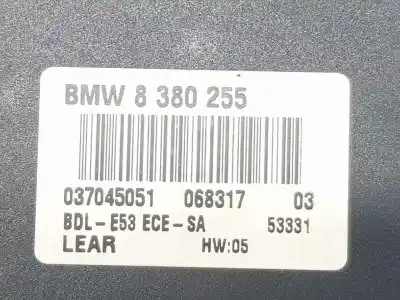 BMW 8 380 255
037045051 068317 03
BDL-E53 ECE-SA 53331
LEAR HW:05